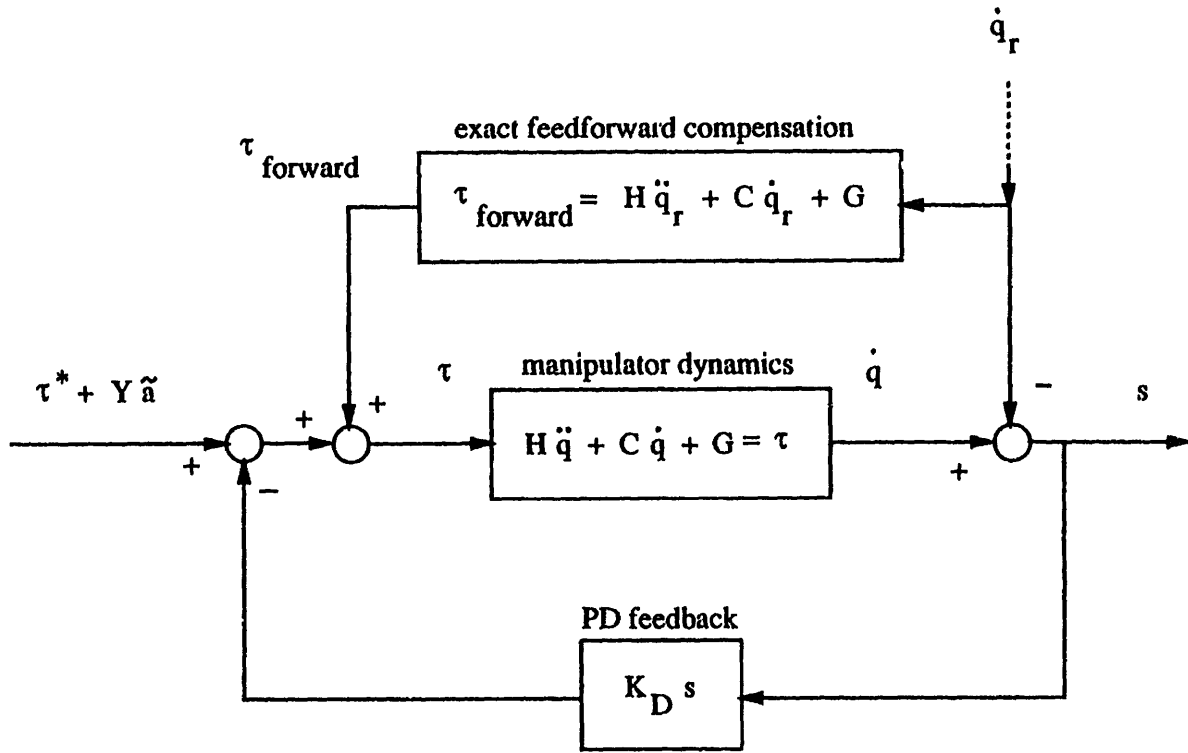 q̇_r
exact feedforward compensation
τ_forward
τ_forward = H q̈_r + C q̇_r + G
τ* + Y ã
+
−
+
+
τ
manipulator dynamics
H q̈ + C q̇ + G = τ
q̇
+
−
s
PD feedback
K_D s